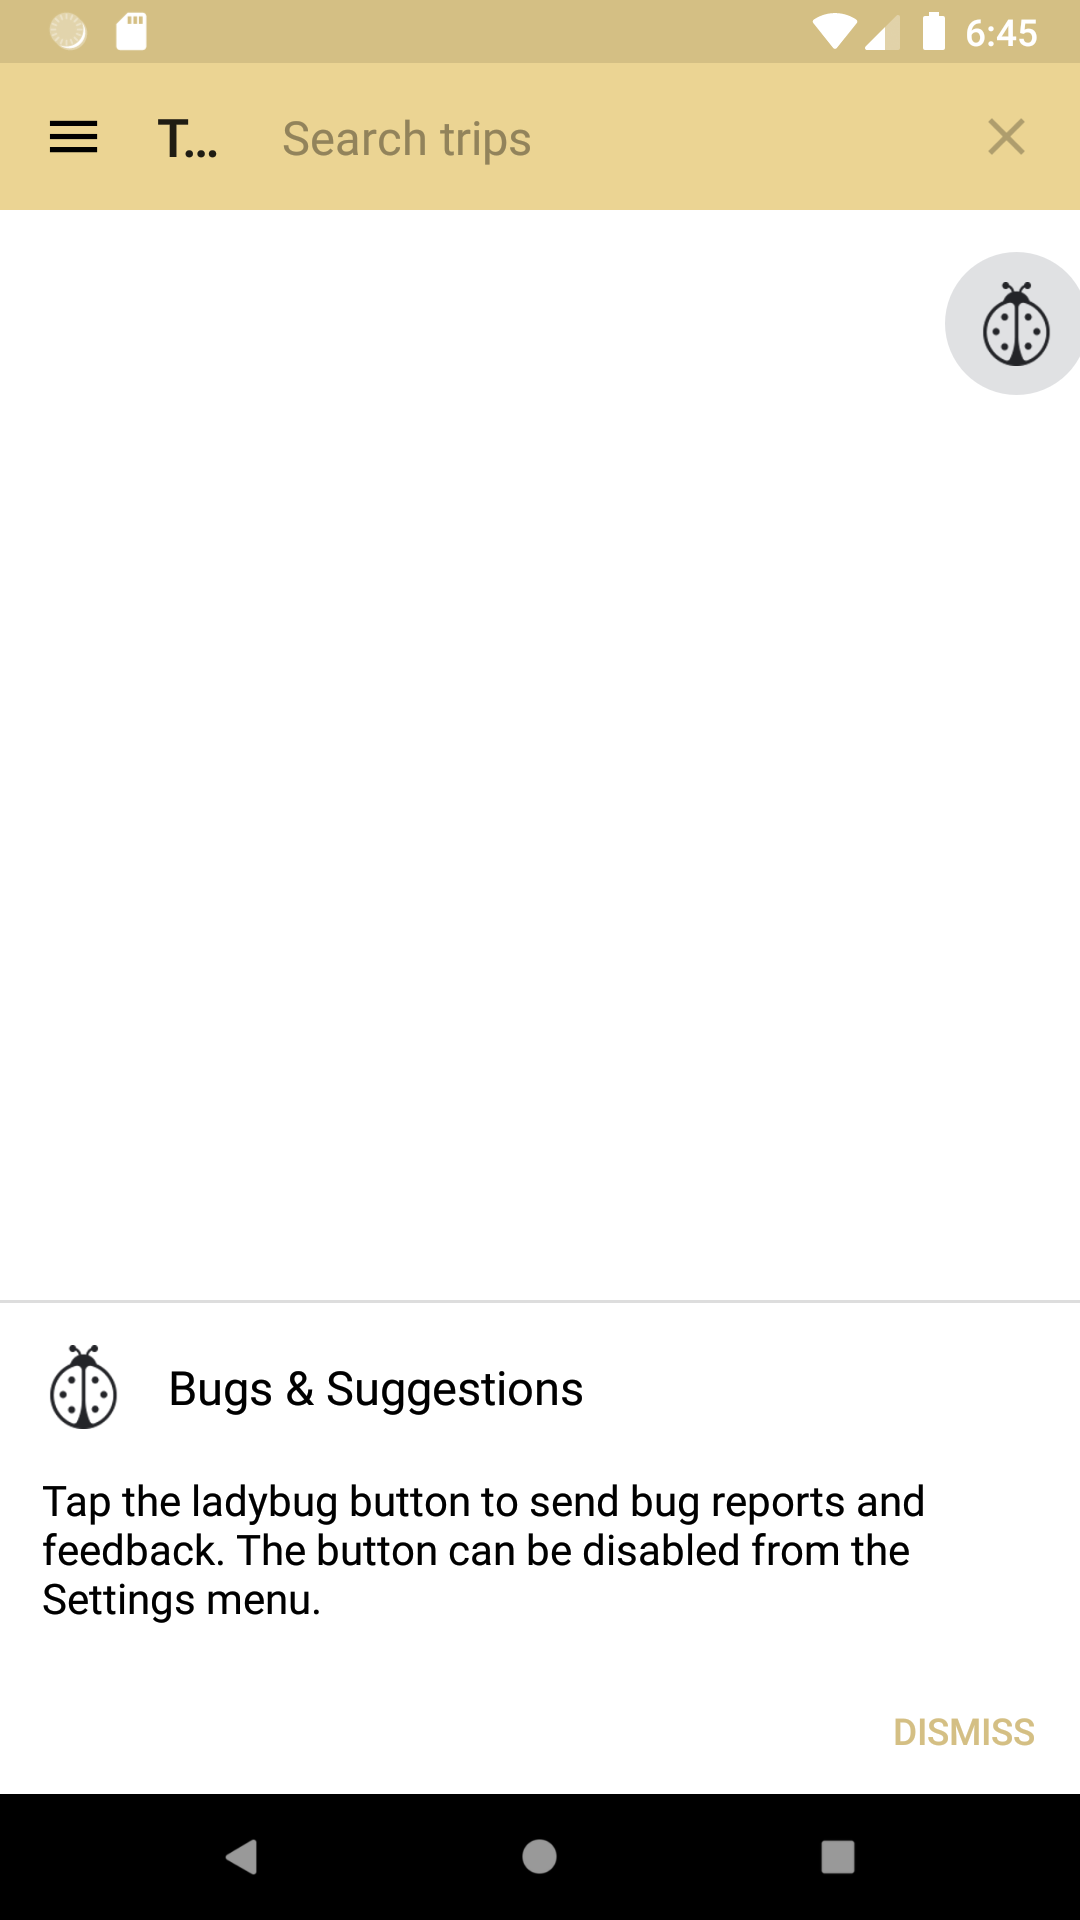 6:45
T...
Search trips
Bugs & Suggestions
Tap the ladybug button to send bug reports and
feedback. The button can be disabled from the
Settings menu.
DISMISS